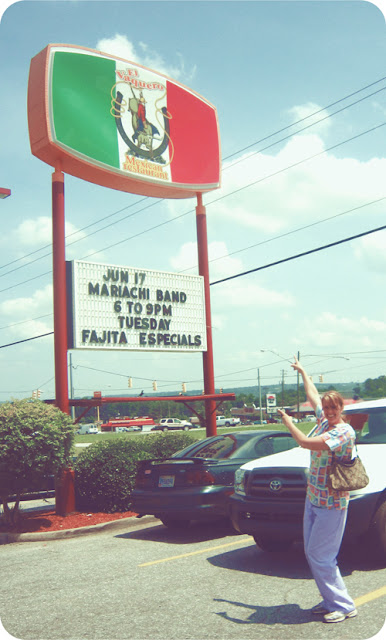 El
Vaquero
Mexican
Restaurant
JUN 17
MARIACHI BAND
6 TO 9PM
TUESDAY
FAJITA ESPECIALS